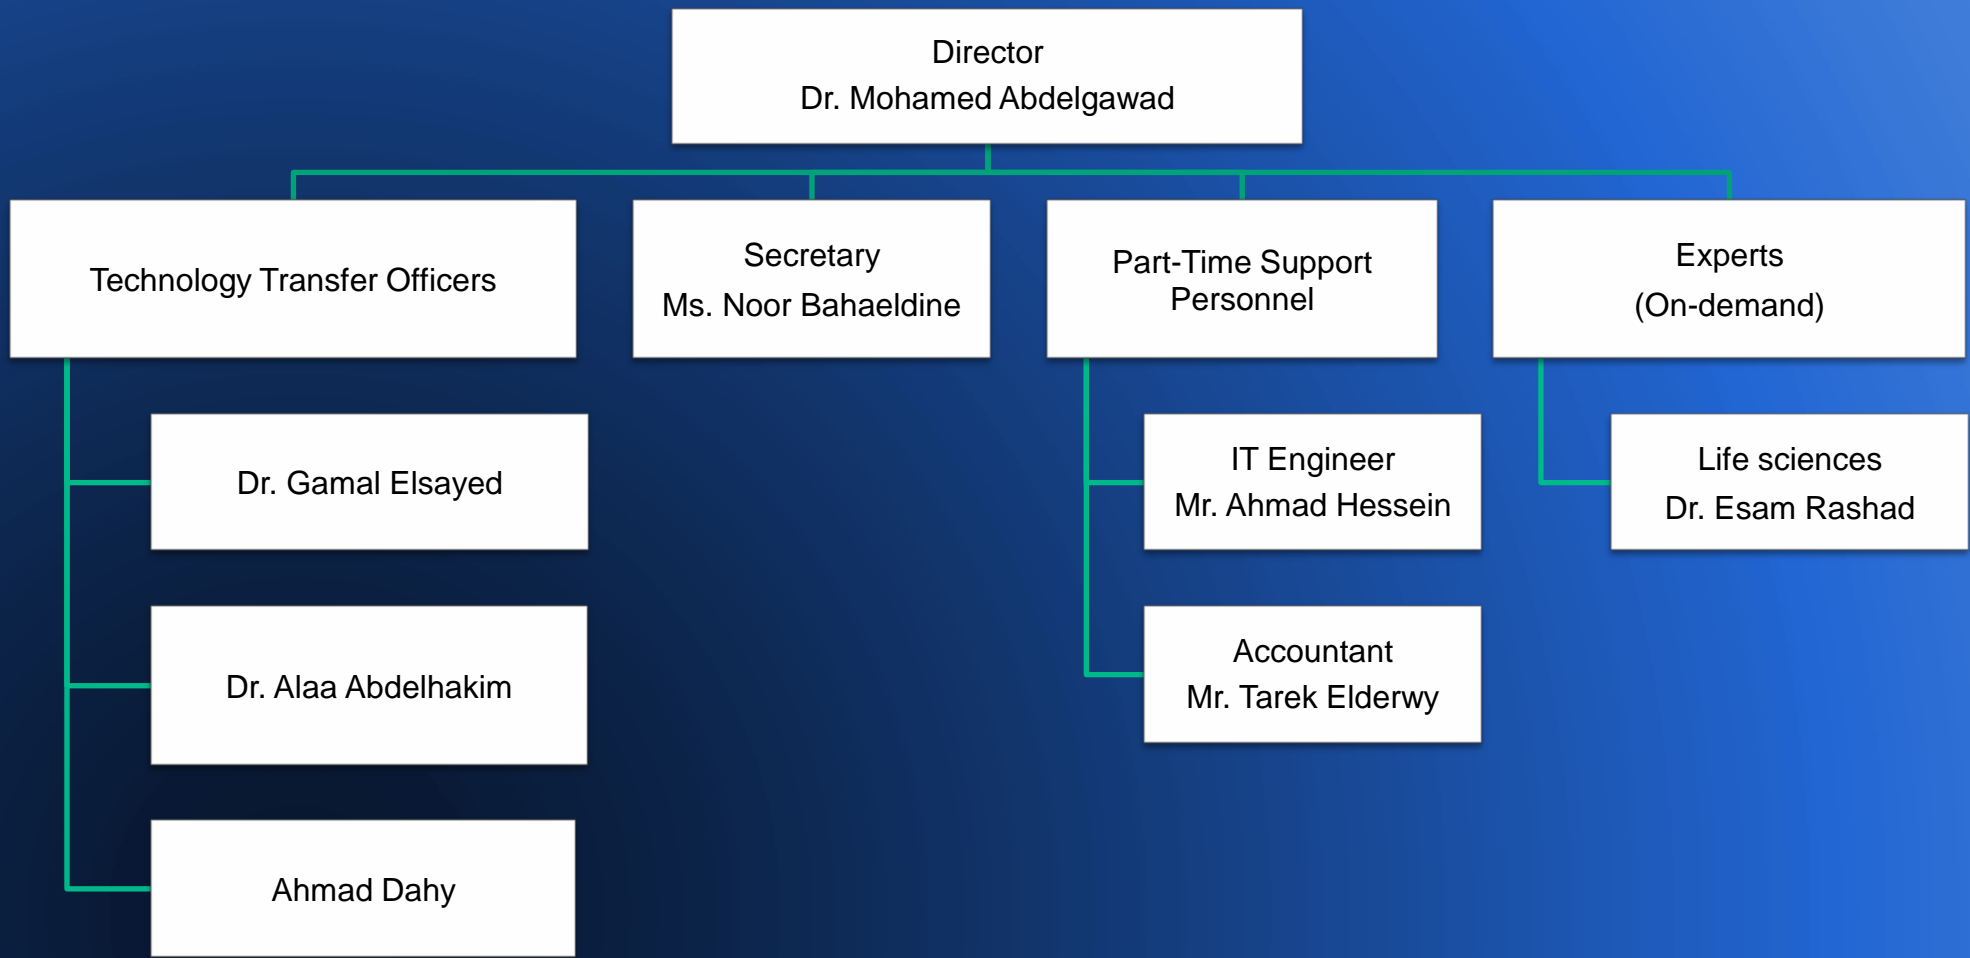 Director
Dr. Mohamed Abdelgawad
Technology Transfer Officers
Secretary
Ms. Noor Bahaeldine
Part-Time Support
Personnel
Experts
(On-demand)
Dr. Gamal Elsayed
Dr. Alaa Abdelhakim
Ahmad Dahy
IT Engineer
Mr. Ahmad Hessein
Accountant
Mr. Tarek Elderwy
Life sciences
Dr. Esam Rashad